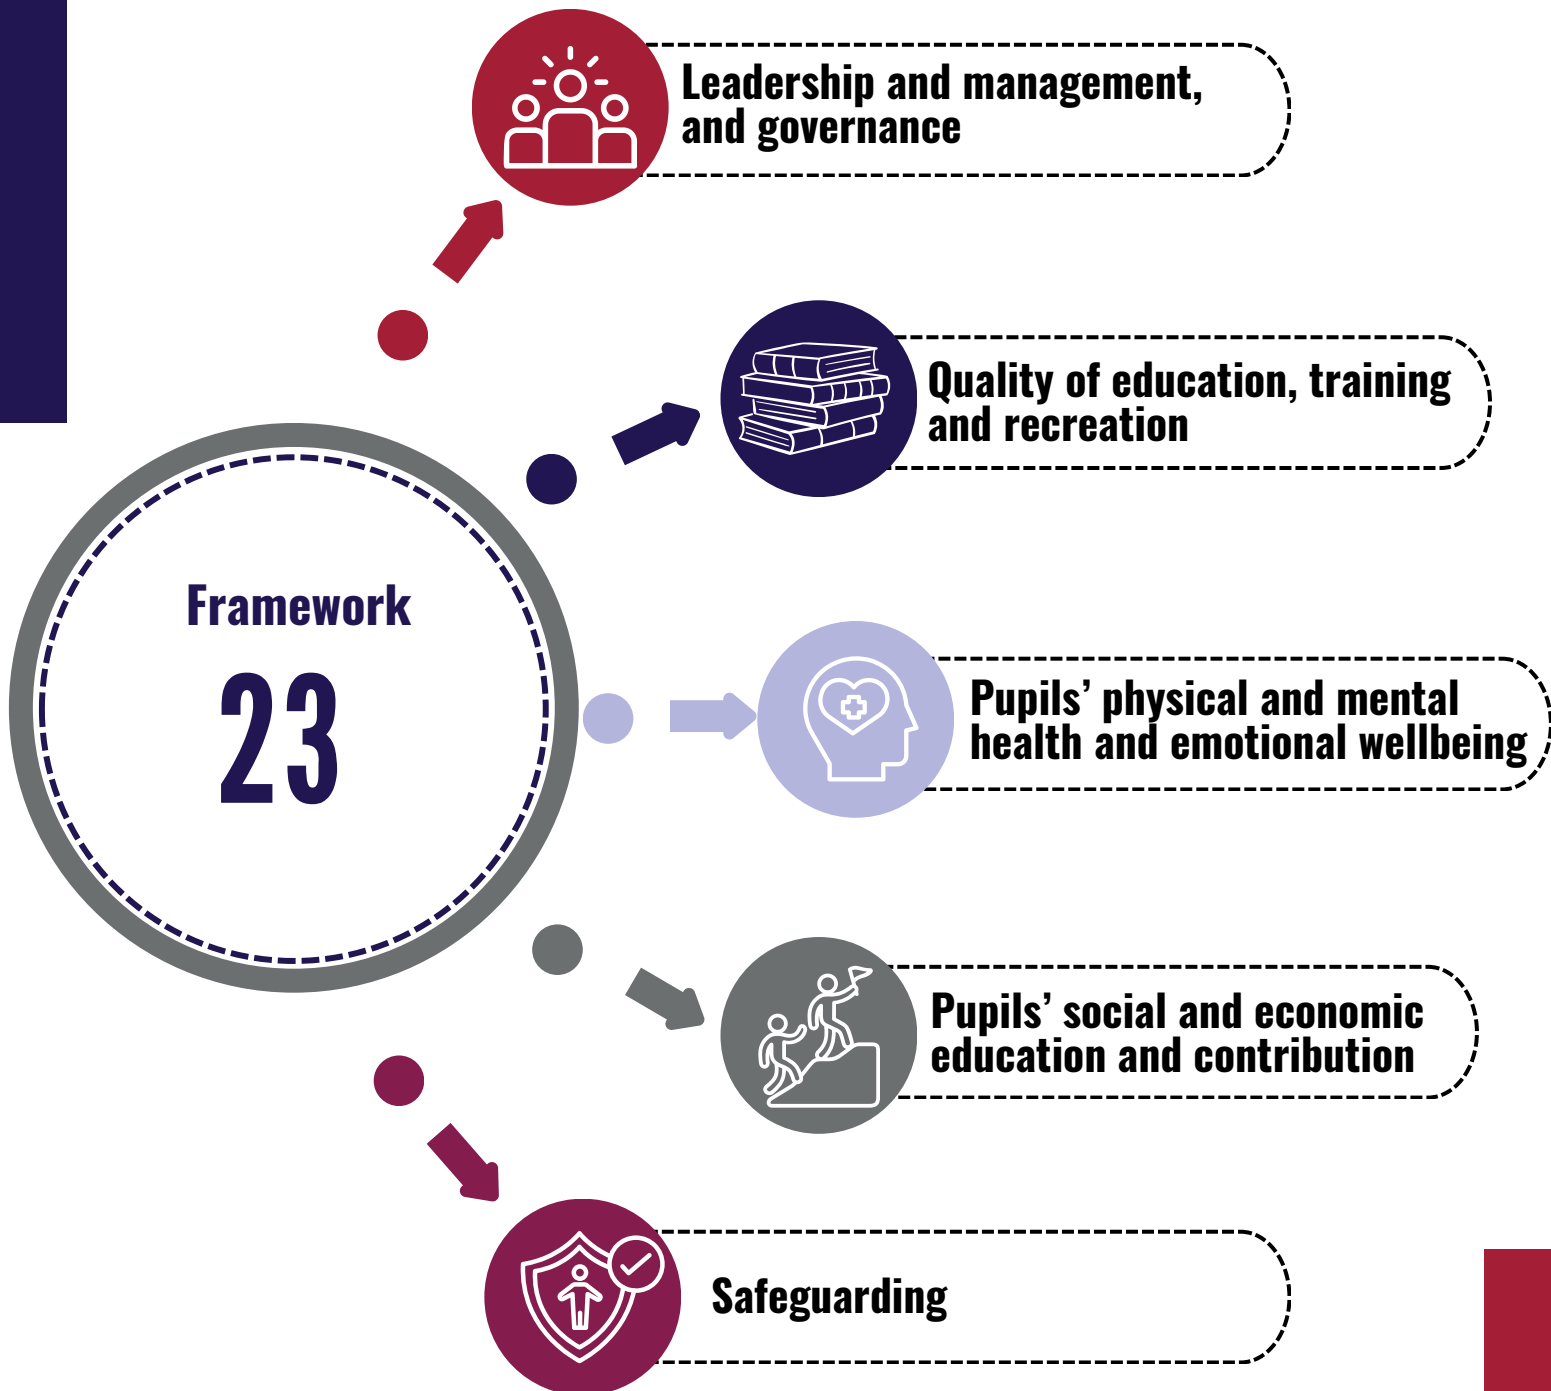 Leadership and management,
and governance
Quality of education, training
and recreation
Framework
23
Pupils’ physical and mental
health and emotional wellbeing
Pupils’ social and economic
education and contribution
Safeguarding